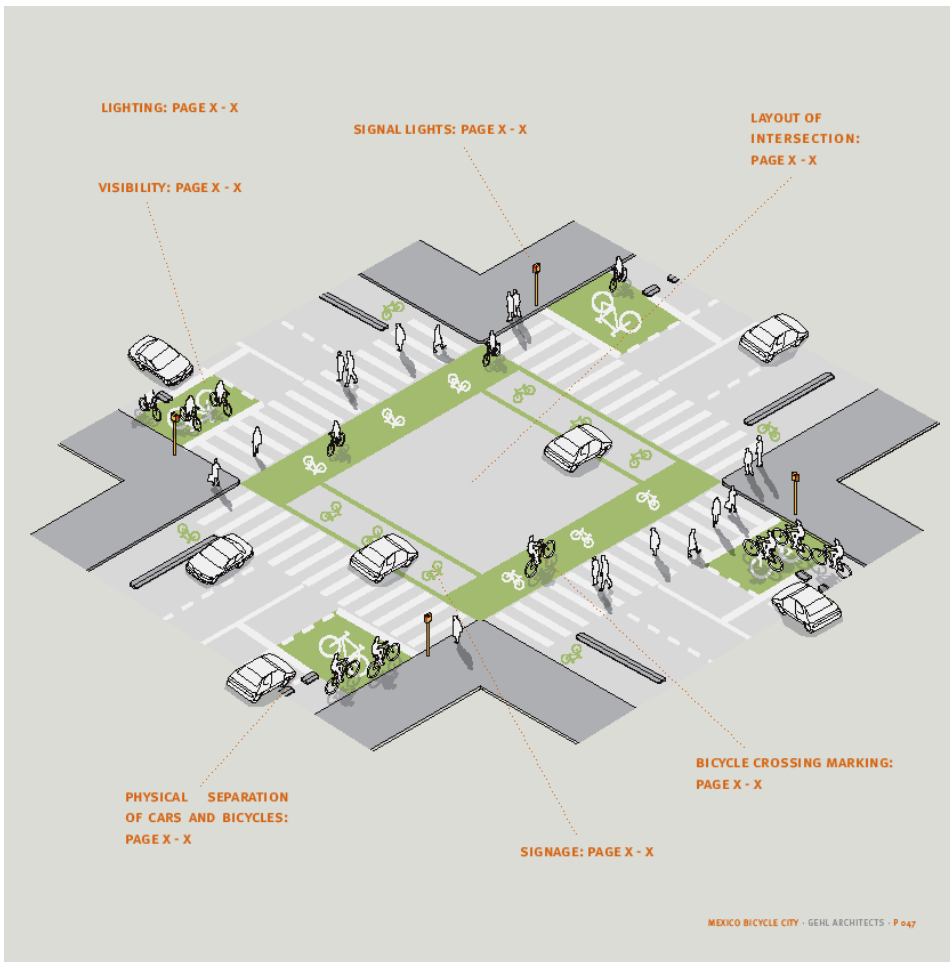 LIGHTING: PAGE X - X
SIGNAL LIGHTS: PAGE X - X
LAYOUT OF
INTERSECTION:
PAGE X - X
VISIBILITY: PAGE X - X
BICYCLE CROSSING MARKING:
PAGE X - X
PHYSICAL SEPARATION
OF CARS AND BICYCLES:
PAGE X - X
SIGNAGE: PAGE X - X
MEXICO BICYCLE CITY · GEHL ARCHITECTS · P 047